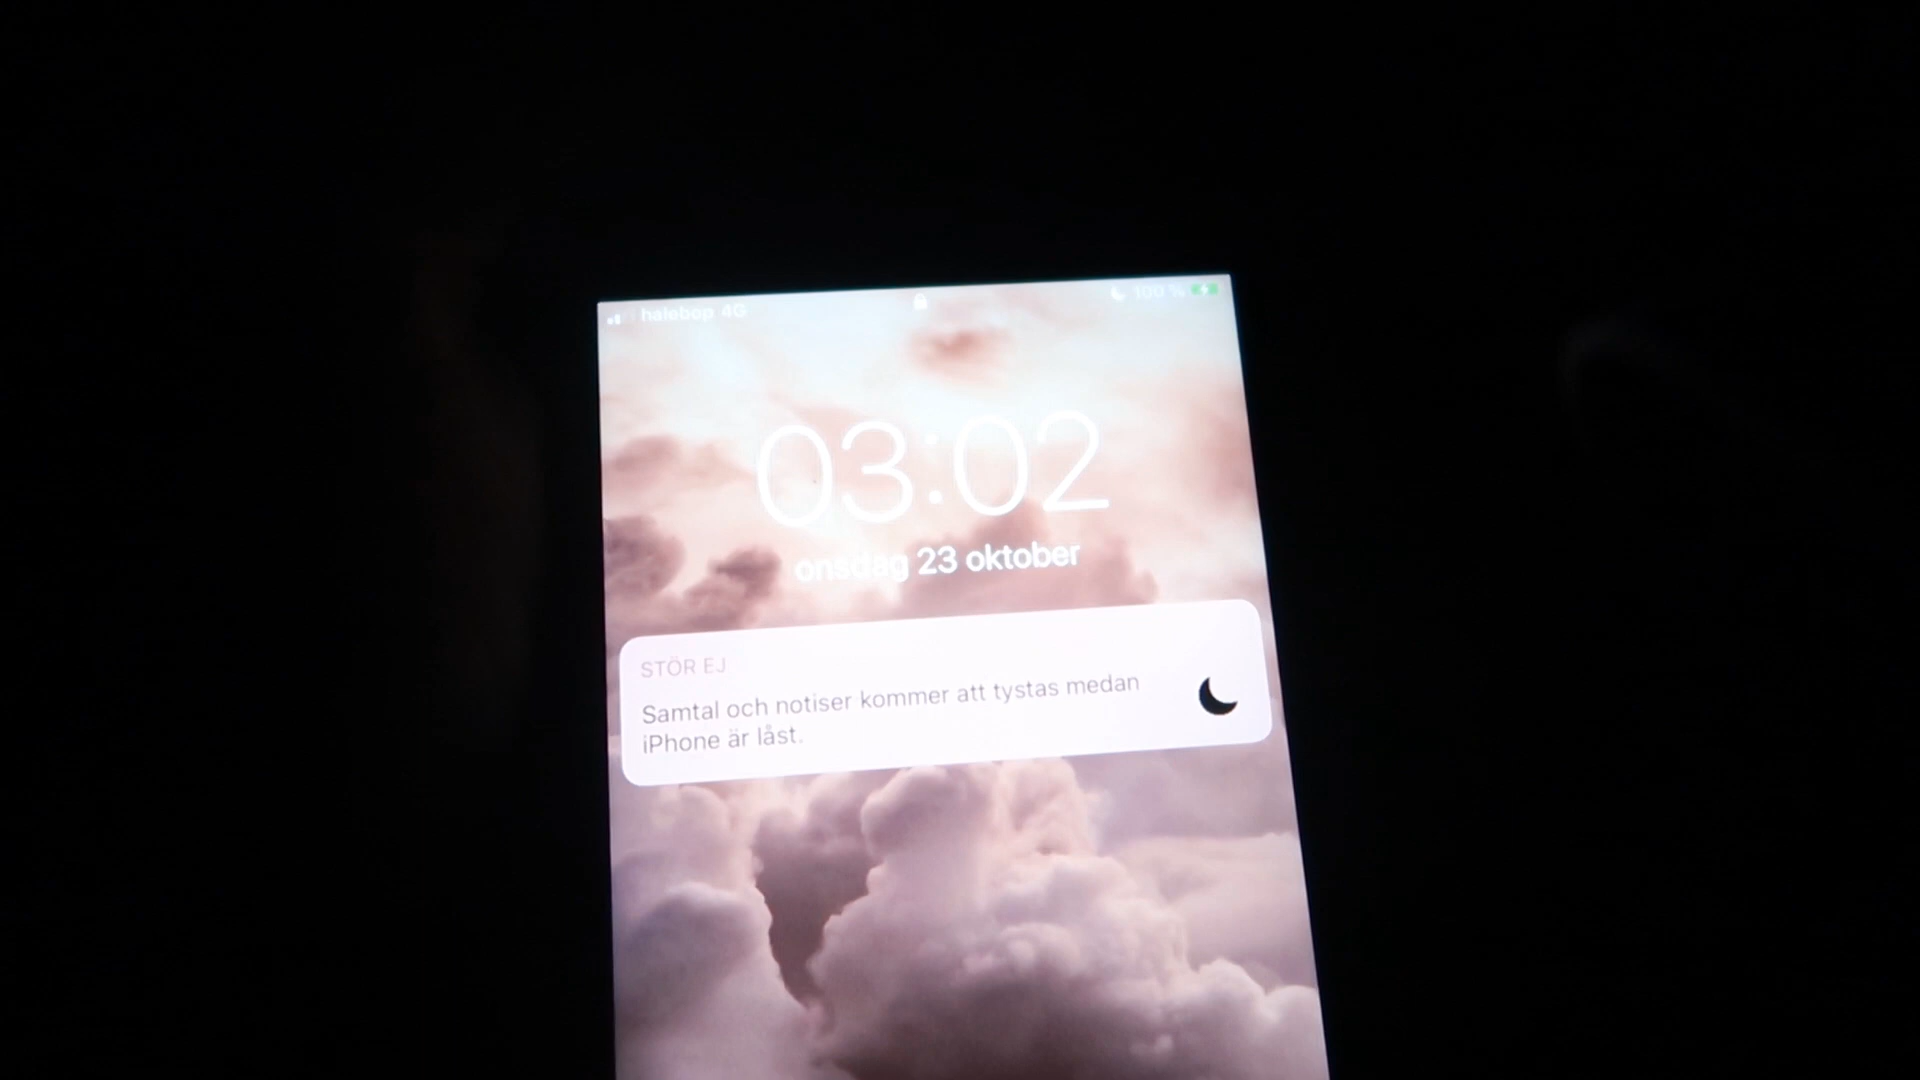 halebop 4G
100 %
03:02
onsdag 23 oktober
STÖR EJ
Samtal och notiser kommer att tystas medan
iPhone är låst.